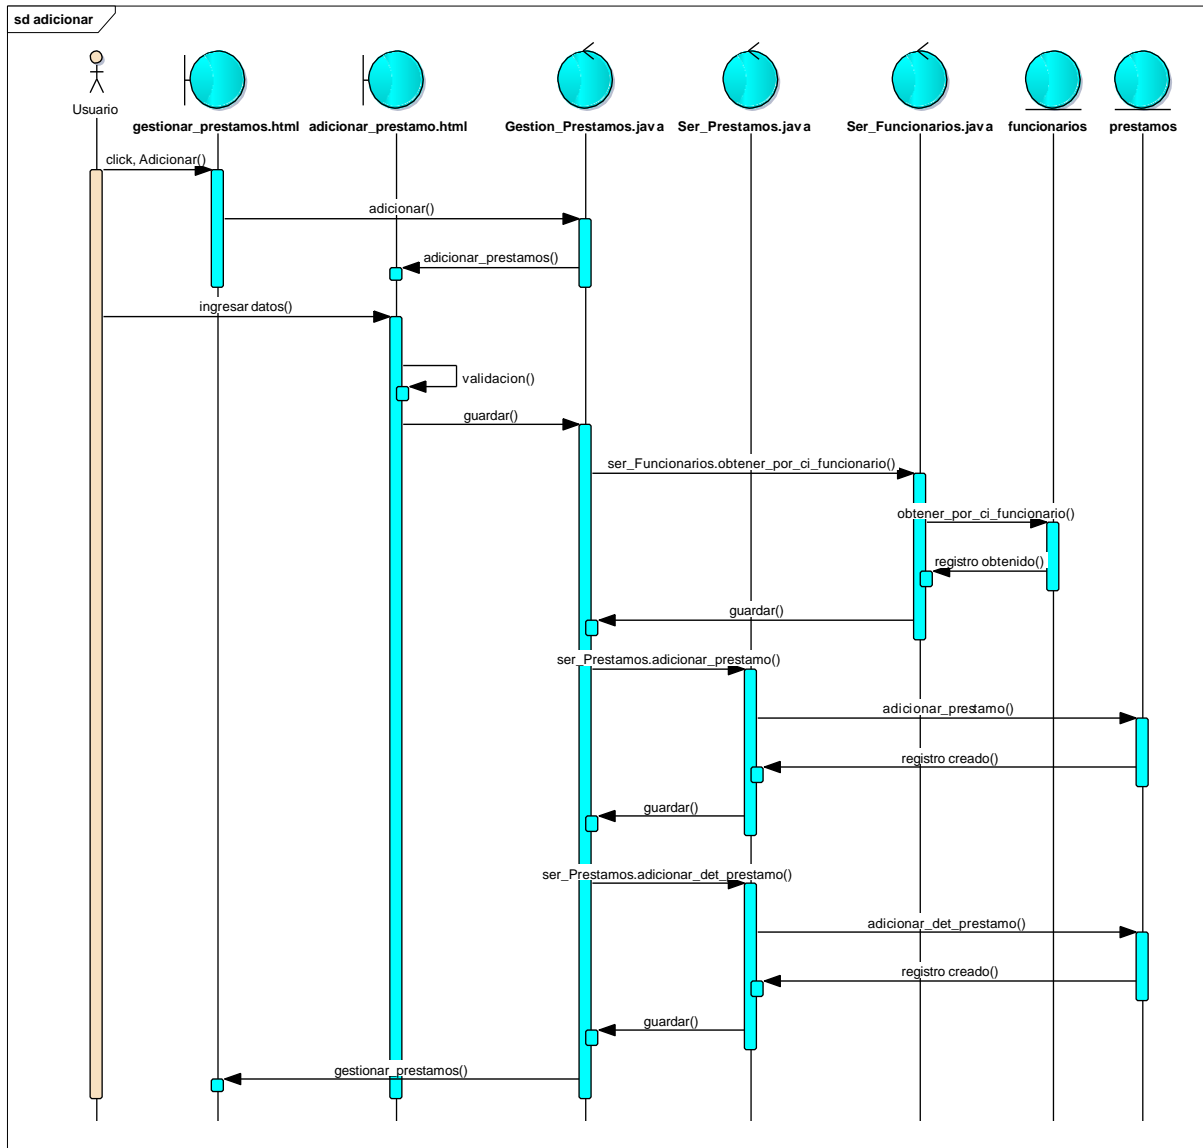 sd adicionar
Usuario
gestionar_prestamos.html
adicionar_prestamo.html
Gestion_Prestamos.java
Ser_Prestamos.java
Ser_Funcionarios.java
funcionarios
prestamos
click, Adicionar()
adicionar()
adicionar_prestamos()
ingresar datos()
validacion()
guardar()
ser_Funcionarios.obtener_por_ci_funcionario()
obtener_por_ci_funcionario()
registro obtenido()
guardar()
ser_Prestamos.adicionar_prestamo()
adicionar_prestamo()
registro creado()
guardar()
ser_Prestamos.adicionar_det_prestamo()
adicionar_det_prestamo()
registro creado()
guardar()
gestionar_prestamos()